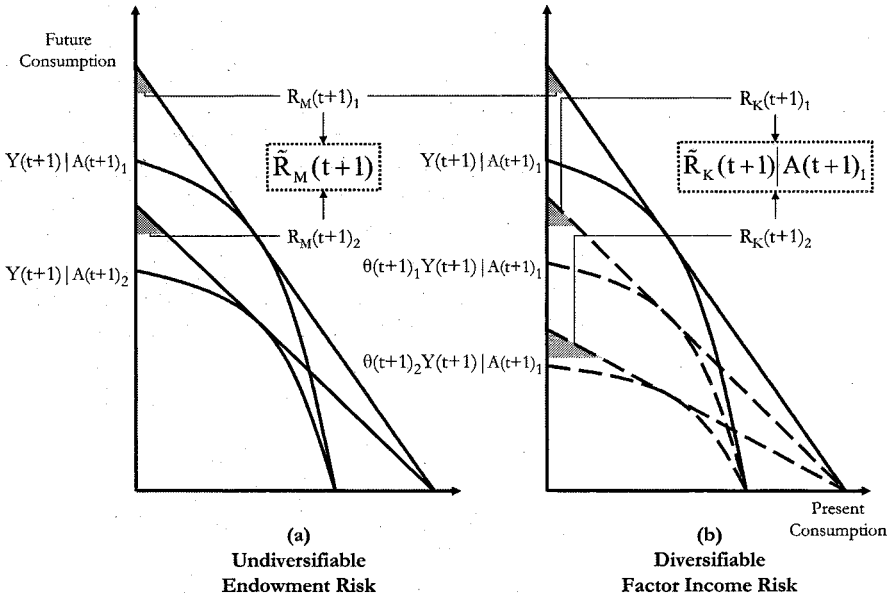 Future
Consumption
R_M(t+1)_1
R_K(t+1)_1
Y(t+1)|A(t+1)_1
R̃_M(t+1)
Y(t+1)|A(t+1)_1
R̃_K(t+1)|A(t+1)_1
R_M(t+1)_2
R_K(t+1)_2
Y(t+1)|A(t+1)_2
θ(t+1)_1Y(t+1)|A(t+1)_1
θ(t+1)_2Y(t+1)|A(t+1)_1
Present
Consumption
(a)
Undiversifiable
Endowment Risk
(b)
Diversifiable
Factor Income Risk